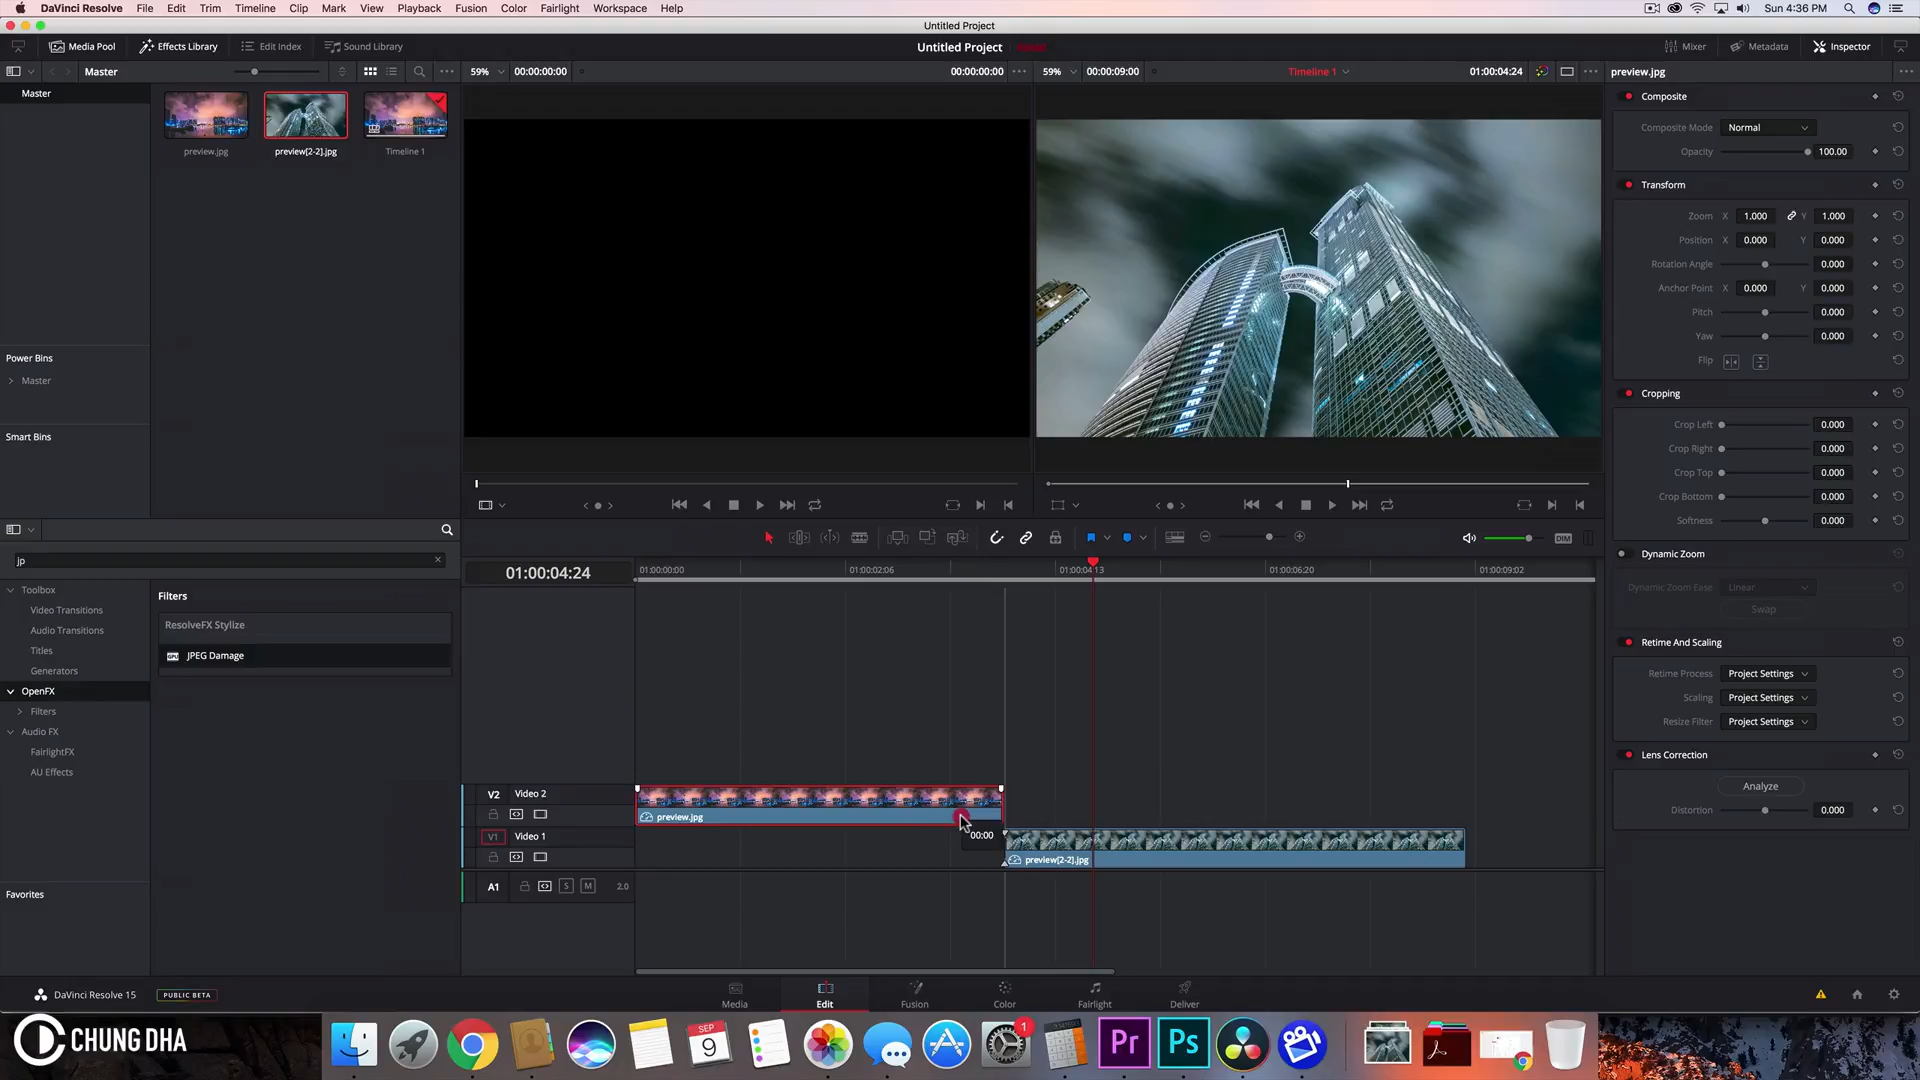 DaVinci Resolve File Edit Trim Timeline Clip Mark View Playback Fusion Color Fairlight Workspace Help Sun 4:36 PM
Untitled Project
Media Pool Effects Library Edit Index Sound Library Untitled Project Mixer Metadata Inspector
Master 59% 00:00:00:00 00:00:00:00 59% 00:00:09:00 Timeline 1 01:00:04:24 preview.jpg
Master
preview.jpg preview[2-2].jpg Timeline 1
Power Bins
Master
Smart Bins
Composite
Composite Mode Normal
Opacity 100.00
Transform
Zoom X 1.000 Y 1.000
Position X 0.000 Y 0.000
Rotation Angle 0.000
Anchor Point X 0.000 Y 0.000
Pitch 0.000
Yaw 0.000
Flip
Cropping
Crop Left 0.000
Crop Right 0.000
Crop Top 0.000
Crop Bottom 0.000
Softness 0.000
Dynamic Zoom
Dynamic Zoom Ease Linear
Swap
Retime And Scaling
Retime Process Project Settings
Scaling Project Settings
Resize Filter Project Settings
Lens Correction
Analyze
Distortion 0.000
jp
Toolbox
Video Transitions
Audio Transitions
Titles
Generators
OpenFX
Filters
Audio FX
FairlightFX
AU Effects
Favorites
Filters
ResolveFX Stylize
GPU JPEG Damage
DIM
01:00:04:24 01:00:00:00 01:00:02:06 01:00:04:13 01:00:06:20 01:00:09:02
V2 Video 2
preview.jpg
00:00
V1 Video 1
preview[2-2].jpg
A1 S M 2.0
DaVinci Resolve 15 PUBLIC BETA
Media Edit Fusion Color Fairlight Deliver
CHUNG DHA
SEP
9
1
Pr
Ps